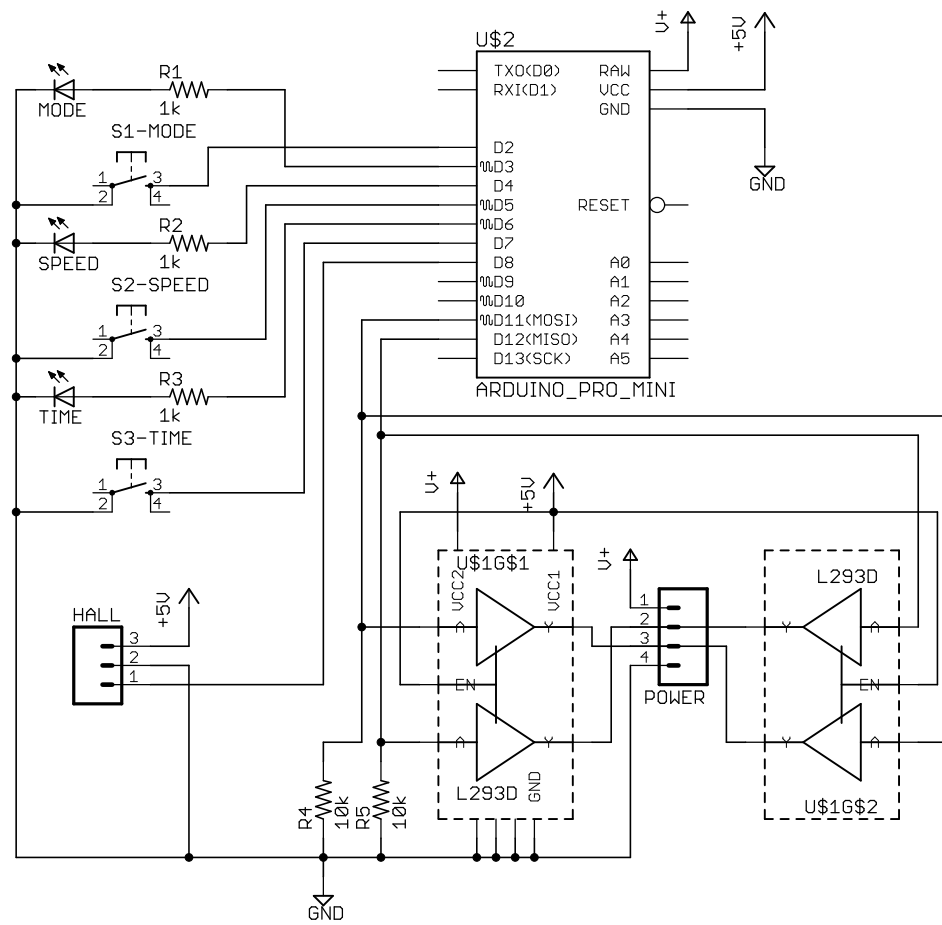 U$2
V+
+5V
TXO(D0)
RXI(D1)
RAW
VCC
GND
GND
D2
D3
D4
D5
D6
D7
D8
D9
D10
D11(MOSI)
D12(MISO)
D13(SCK)
RESET
A0
A1
A2
A3
A4
A5
ARDUINO_PRO_MINI
MODE
R1
1k
S1-MODE
1 3
2 4
SPEED
R2
1k
S2-SPEED
1 3
2 4
TIME
R3
1k
S3-TIME
1 3
2 4
HALL
+5V
3
2
1
V+
+5V
U$1G$1
VCC2
VCC1
A Y
EN
A Y
L293D
GND
V+
1
2
3
4
POWER
L293D
Y A
EN
Y A
U$1G$2
R4
10k
R5
10k
GND